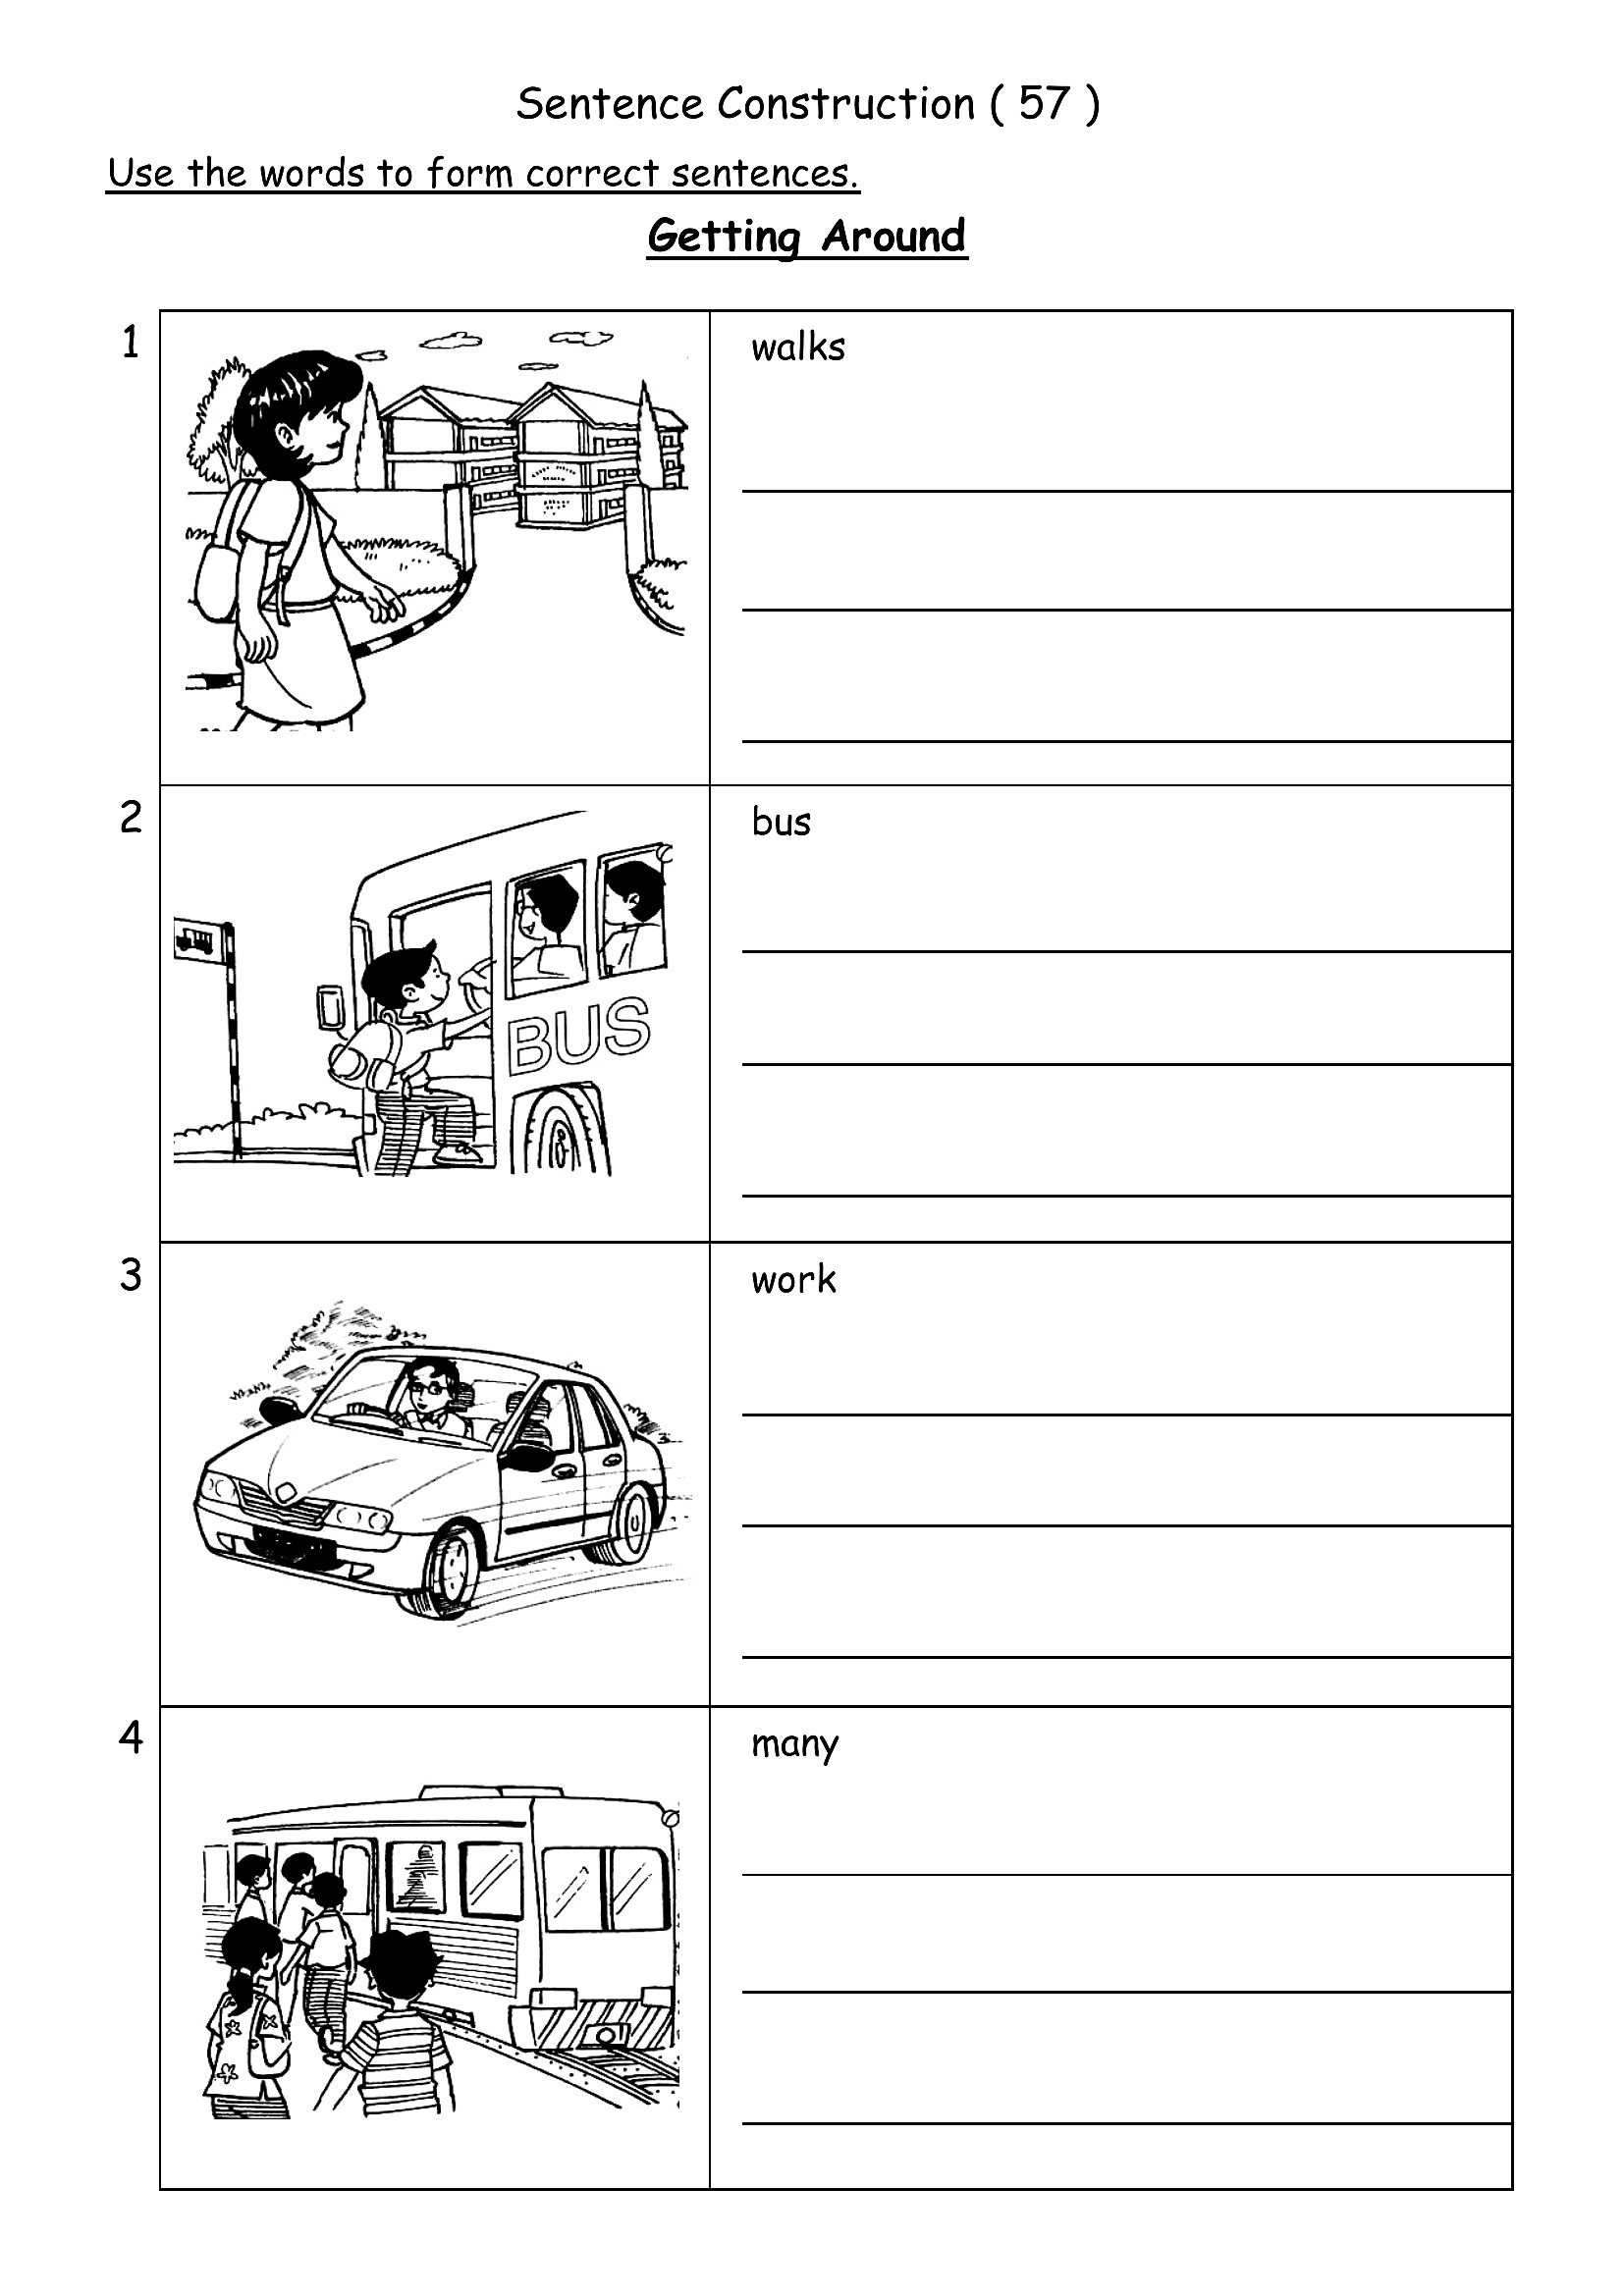 Sentence Construction ( 57 )
Use the words to form correct sentences.
Getting Around
1
walks
2
bus
BUS
3
work
4
many